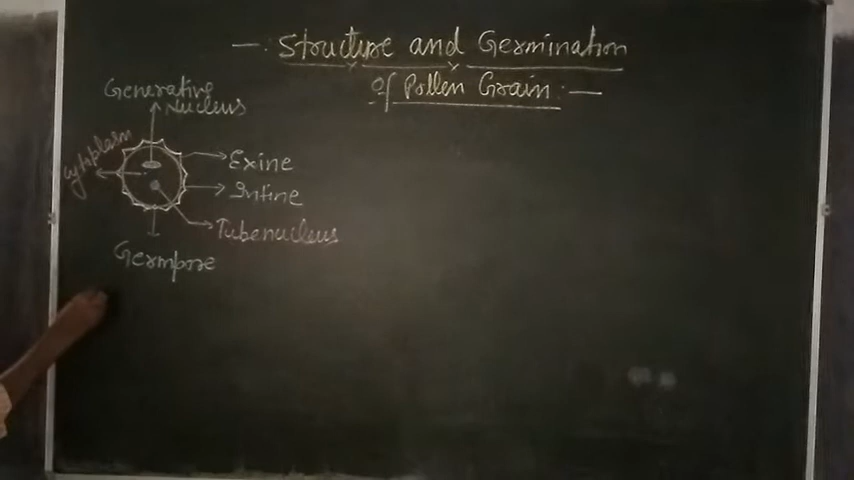 — : Structure and Germination
of Pollen Grain : —
Generative
Nucleus
Cytoplasm
Exine
Intine
Tubenucleus
Germpore